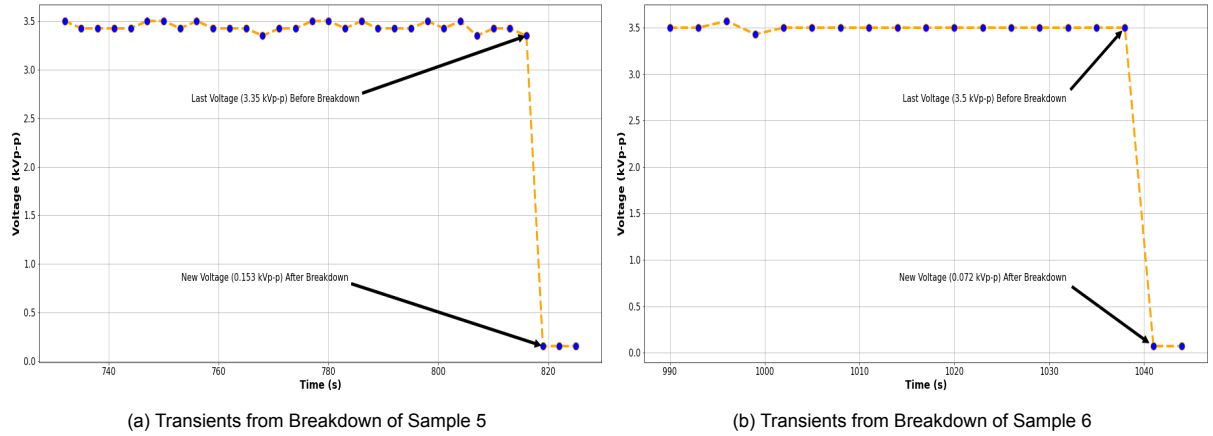 3.5
3.0
2.5
2.0
1.5
1.0
0.5
0.0
Voltage (kVp-p)
Last Voltage (3.35 kVp-p) Before Breakdown
New Voltage (0.153 kVp-p) After Breakdown
740
760
780
800
820
Time (s)
(a) Transients from Breakdown of Sample 5
3.5
3.0
2.5
2.0
1.5
1.0
0.5
0.0
Voltage (kVp-p)
Last Voltage (3.5 kVp-p) Before Breakdown
New Voltage (0.072 kVp-p) After Breakdown
990
1000
1010
1020
1030
1040
Time (s)
(b) Transients from Breakdown of Sample 6